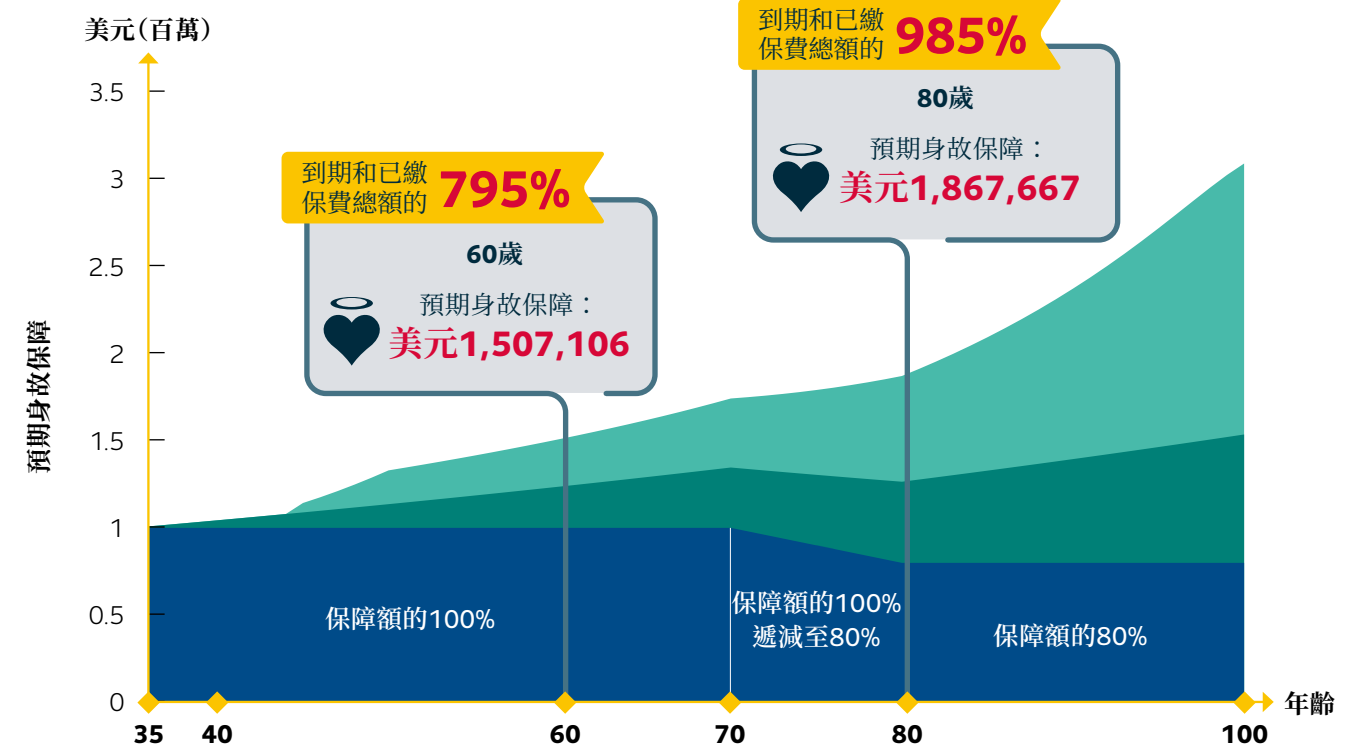 美元（百萬）
3.5
3
2.5
2
1.5
1
0.5
0
預期身故保障
到期和已繳
保費總額的 795%
60歲
預期身故保障：
美元1,507,106
到期和已繳
保費總額的 985%
80歲
預期身故保障：
美元1,867,667
保障額的100%
保障額的100%
遞減至80%
保障額的80%
35 40 60 70 80 100
年齡